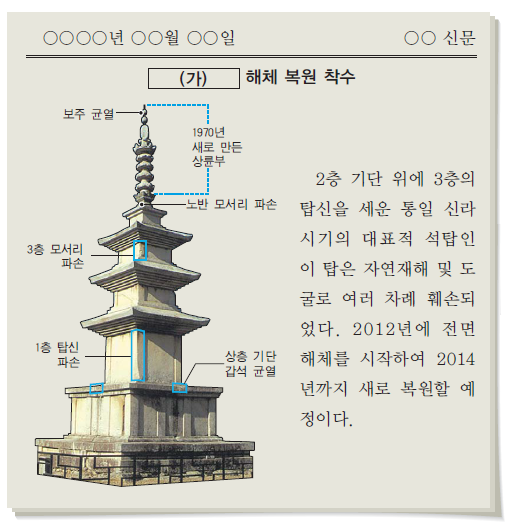 ○○○○년 ○○월 ○○일 ○○ 신문
(가) 해체 복원 착수
보주 균열
1970년
새로 만든
상륜부
노반 모서리 파손
3층 모서리
파손
1층 탑신
파손
상층 기단
갑석 균열
2층 기단 위에 3층의
탑신을 세운 통일 신라
시기의 대표적 석탑인
이 탑은 자연재해 및 도
굴로 여러 차례 훼손되
었다. 2012년에 전면
해체를 시작하여 2014
년까지 새로 복원할 예
정이다.